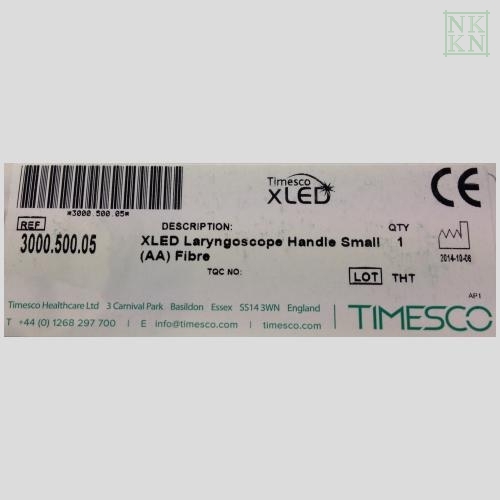 NK
KN
Timesco
XLED
CE
*3000.500.05*
REF
3000.500.05
DESCRIPTION:
XLED Laryngoscope Handle Small
(AA) Fibre
QTY
1
2014-10-06
TQC NO:
LOT THT
AP1
Timesco Healthcare Ltd 3 Carnival Park Basildon Essex SS14 3WN England
T +44 (0) 1268 297 700 | E info@timesco.com | timesco.com
TIMESCO